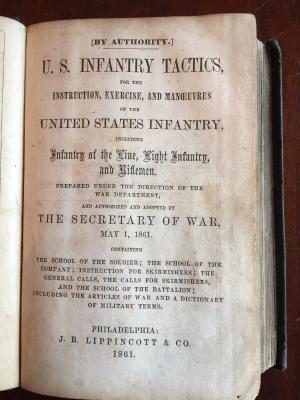 [BY AUTHORITY.]
U. S. INFANTRY TACTICS,
FOR THE
INSTRUCTION, EXERCISE, AND MANŒUVRES
OF THE
UNITED STATES INFANTRY,
INCLUDING
Infantry of the Line, Light Infantry,
and Riflemen.
PREPARED UNDER THE DIRECTION OF THE
WAR DEPARTMENT,
AND AUTHORIZED AND ADOPTED BY
THE SECRETARY OF WAR,
MAY 1, 1861.
CONTAINING
THE SCHOOL OF THE SOLDIER; THE SCHOOL OF THE
COMPANY; INSTRUCTION FOR SKIRMISHERS; THE
GENERAL CALLS, THE CALLS FOR SKIRMISHERS,
AND THE SCHOOL OF THE BATTALION;
INCLUDING THE ARTICLES OF WAR AND A DICTIONARY
OF MILITARY TERMS.
PHILADELPHIA:
J. B. LIPPINCOTT & CO.
1861.